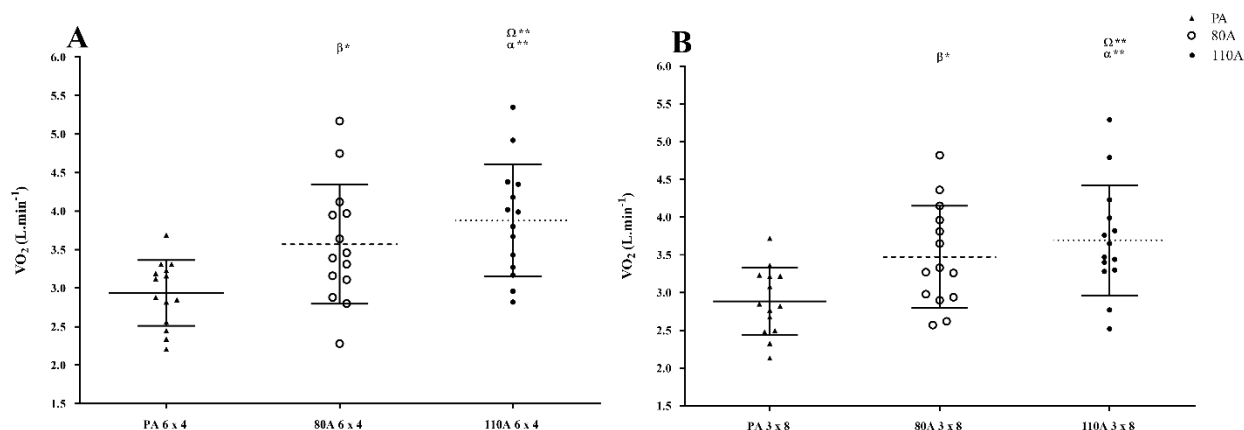 A
β*
Ω**
α**
6.0
5.5
5.0
4.5
4.0
3.5
3.0
2.5
2.0
1.5
VO₂ (L.min⁻¹)
PA 6 x 4
80A 6 x 4
110A 6 x 4
B
β*
Ω**
α**
PA
80A
110A
6.0
5.5
5.0
4.5
4.0
3.5
3.0
2.5
2.0
1.5
VO₂ (L.min⁻¹)
PA 3 x 8
80A 3 x 8
110A 3 x 8